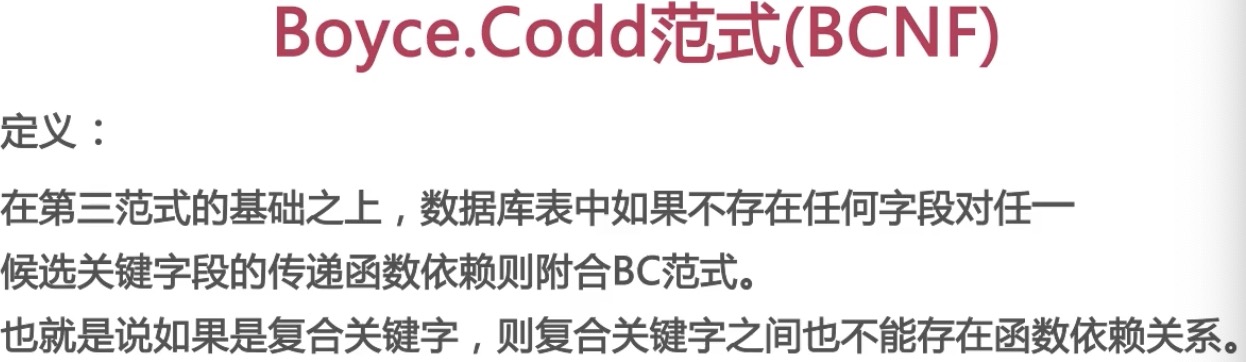 Boyce.Codd范式(BCNF)
定义：
在第三范式的基础之上，数据库表中如果不存在任何字段对任一
候选关键字段的传递函数依赖则附合BC范式。
也就是说如果是复合关键字，则复合关键字之间也不能存在函数依赖关系。